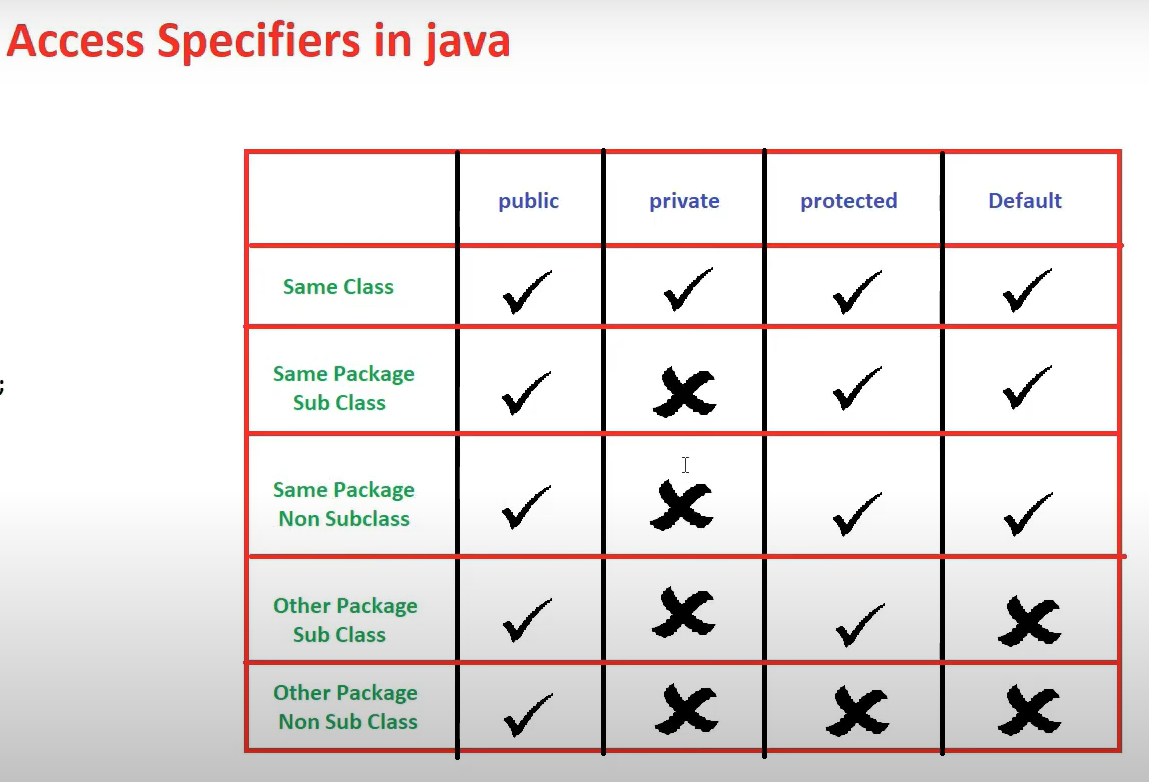 Access Specifiers in java
public private protected Default
Same Class ✓ ✓ ✓ ✓
Same Package
Sub Class ✓ ✗ ✓ ✓
Same Package
Non Subclass ✓ ✗ ✓ ✓
;
Other Package
Sub Class ✓ ✗ ✓ ✗
Other Package
Non Sub Class ✓ ✗ ✗ ✗